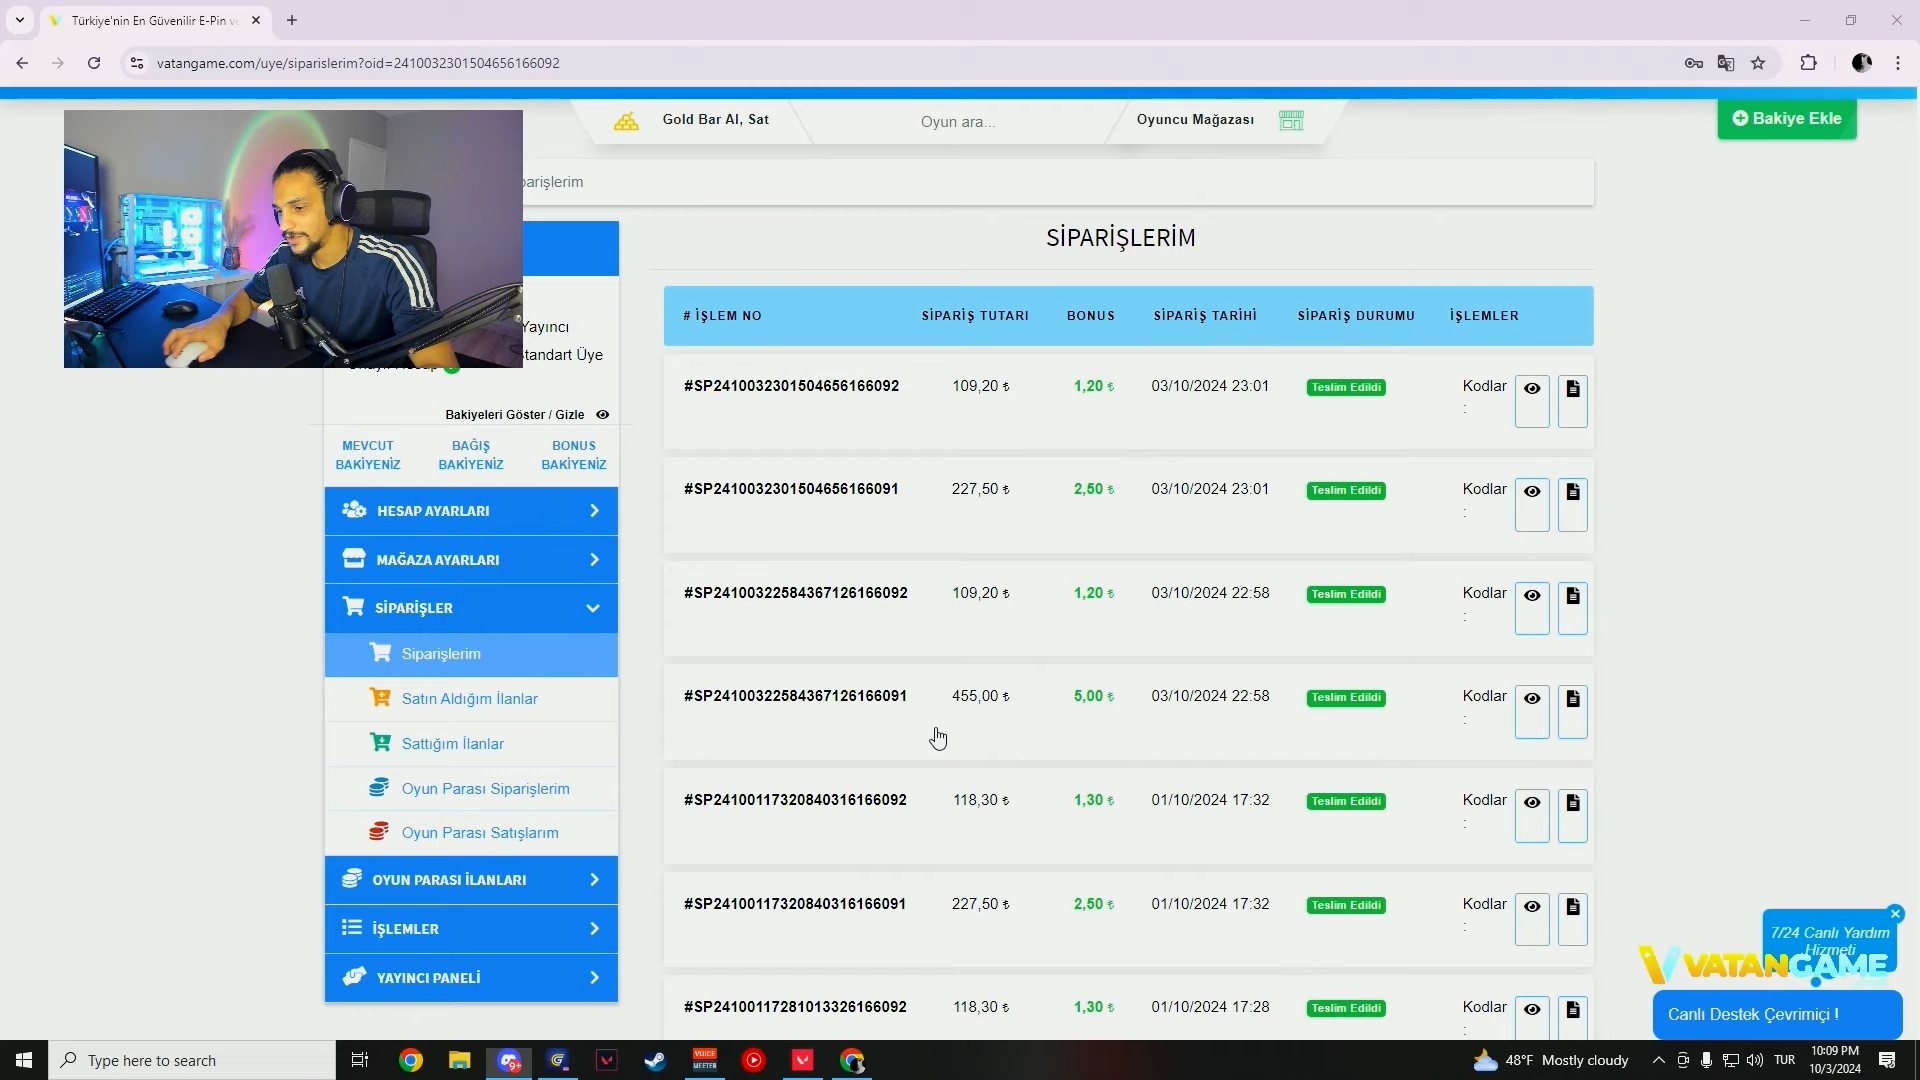 Türkiye'nin En Güvenilir E-Pin ve
vatangame.com/uye/siparislerim?oid=2410032301504656166092
Gold Bar Al, Sat
Oyun ara...
Oyuncu Mağazası
Bakiye Ekle
parişlerim
Yayıncı
Standart Üye
Bakiyeleri Göster / Gizle
MEVCUT BAKİYENİZ
BAĞIŞ BAKİYENİZ
BONUS BAKİYENİZ
HESAP AYARLARI
MAĞAZA AYARLARI
SİPARİŞLER
Siparişlerim
Satın Aldığım İlanlar
Sattığım İlanlar
Oyun Parası Siparişlerim
Oyun Parası Satışlarım
OYUN PARASI İLANLARI
İŞLEMLER
YAYINCI PANELİ
SİPARİŞLERİM
# İŞLEM NO SİPARİŞ TUTARI BONUS SİPARİŞ TARİHİ SİPARİŞ DURUMU İŞLEMLER
#SP2410032301504656166092 109,20 ₺ 1,20 ₺ 03/10/2024 23:01 Teslim Edildi Kodlar :
#SP2410032301504656166091 227,50 ₺ 2,50 ₺ 03/10/2024 23:01 Teslim Edildi Kodlar :
#SP24100322584367126166092 109,20 ₺ 1,20 ₺ 03/10/2024 22:58 Teslim Edildi Kodlar :
#SP24100322584367126166091 455,00 ₺ 5,00 ₺ 03/10/2024 22:58 Teslim Edildi Kodlar :
#SP24100117320840316166092 118,30 ₺ 1,30 ₺ 01/10/2024 17:32 Teslim Edildi Kodlar :
#SP24100117320840316166091 227,50 ₺ 2,50 ₺ 01/10/2024 17:32 Teslim Edildi Kodlar :
#SP24100117281013326166092 118,30 ₺ 1,30 ₺ 01/10/2024 17:28 Teslim Edildi Kodlar :
7/24 Canlı Yardım
Hizmeti
VATANGAME
Canlı Destek Çevrimiçi !
Type here to search
9+
VOICE
MEETER
48°F Mostly cloudy
TUR
10:09 PM
10/3/2024